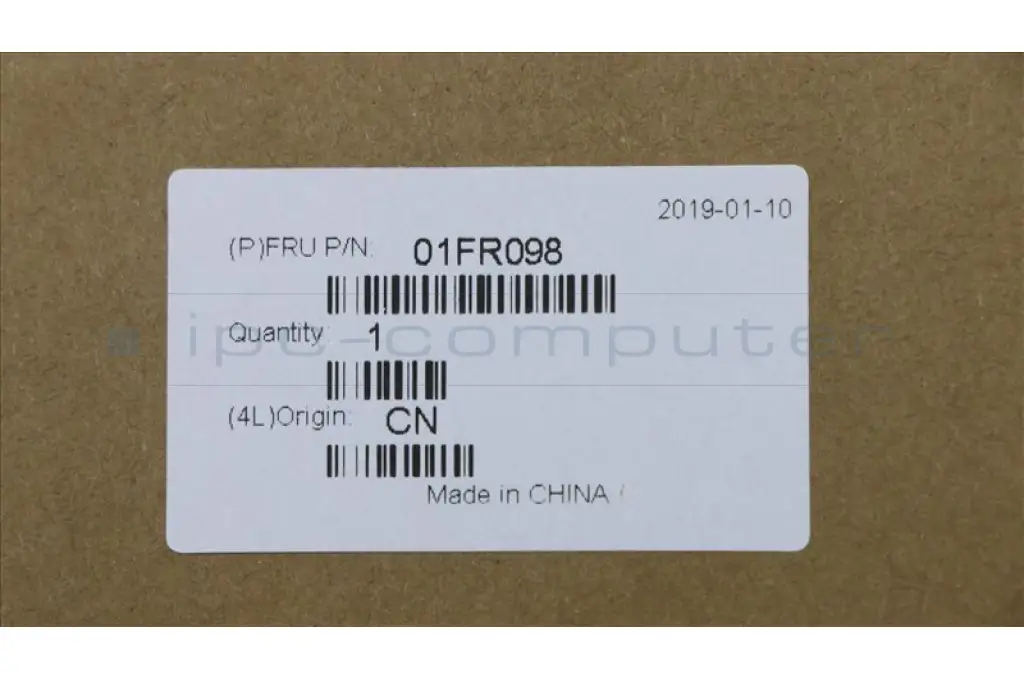 2019-01-10
(P)FRU P/N: 01FR098
Quantity: 1
ipc-computer
(4L)Origin: CN
Made in CHINA